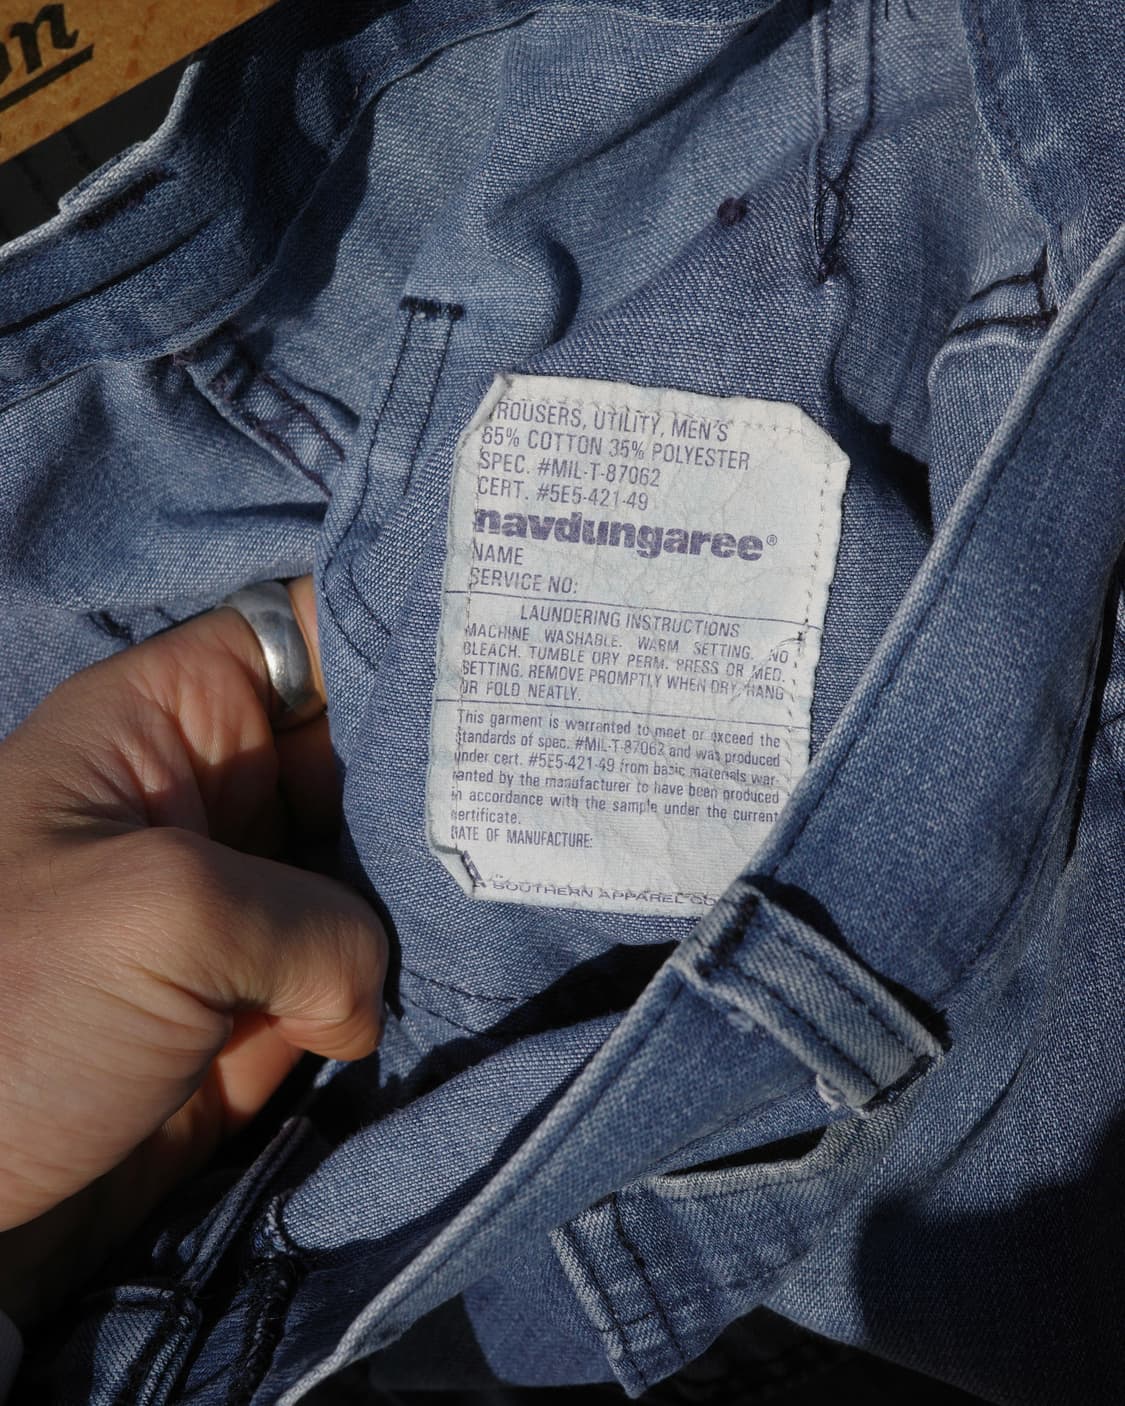 on
TROUSERS, UTILITY, MEN'S
65% COTTON 35% POLYESTER
SPEC. #MIL-T-87062
CERT. #5E5-421-49
navdungaree®
NAME
SERVICE NO:
LAUNDERING INSTRUCTIONS
MACHINE WASHABLE. WARM SETTING. NO
BLEACH. TUMBLE DRY PERM. PRESS OR MED.
SETTING. REMOVE PROMPTLY WHEN DRY. HANG
OR FOLD NEATLY.
This garment is warranted to meet or exceed the
standards of spec. #MIL-T-87062 and was produced
under cert. #5E5-421-49 from basic materials war-
ranted by the manufacturer to have been produced
in accordance with the sample under the current
certificate.
DATE OF MANUFACTURE:
SOUTHERN APPAREL CO